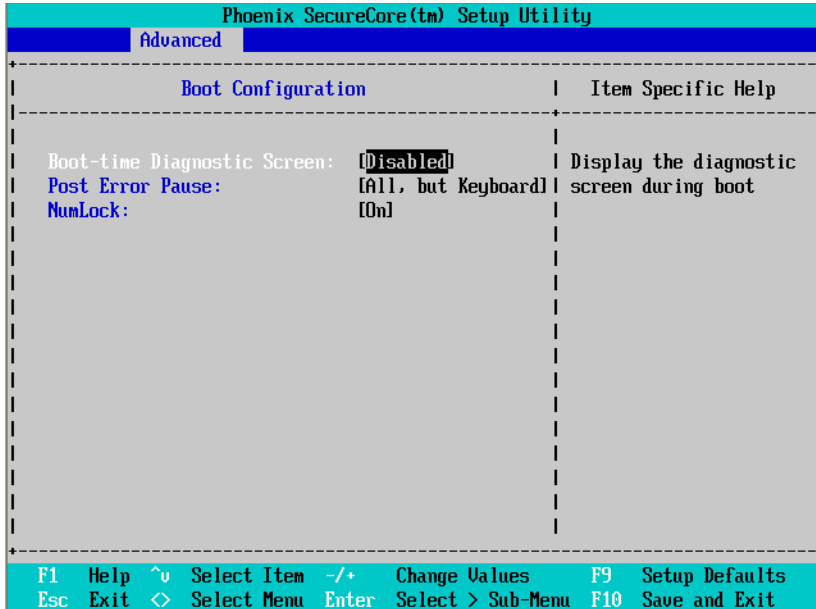 Phoenix SecureCore(tm) Setup Utility
Advanced
Boot Configuration
Item Specific Help
Boot-time Diagnostic Screen: [Disabled]
Post Error Pause: [All, but Keyboard]
NumLock: [On]
Display the diagnostic
screen during boot
F1 Help ^v Select Item -/+ Change Values F9 Setup Defaults
Esc Exit <> Select Menu Enter Select > Sub-Menu F10 Save and Exit